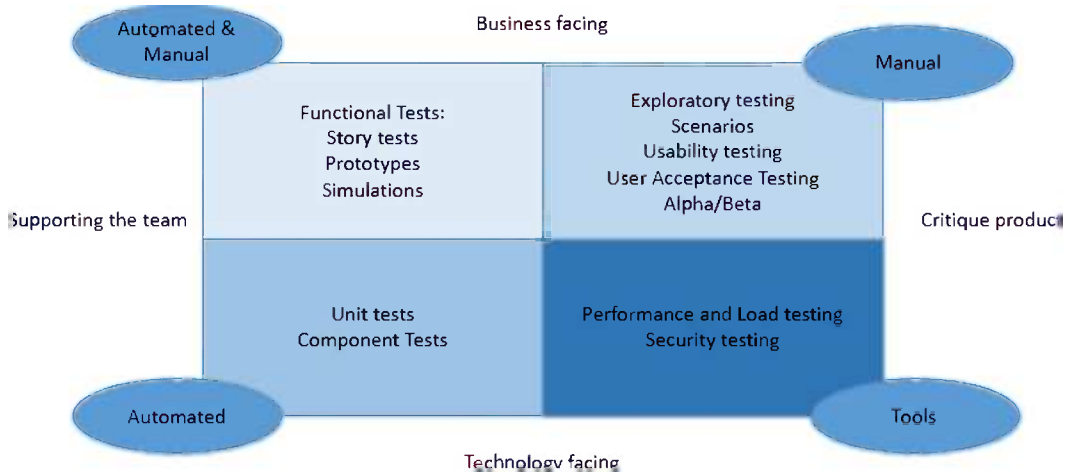 Automated &
Manual
Business facing
Manual
Functional Tests:
Story tests
Prototypes
Simulations
Exploratory testing
Scenarios
Usability testing
User Acceptance Testing
Alpha/Beta
Supporting the team
Critique product
Unit tests
Component Tests
Performance and Load testing
Security testing
Automated
Tools
Technology facing